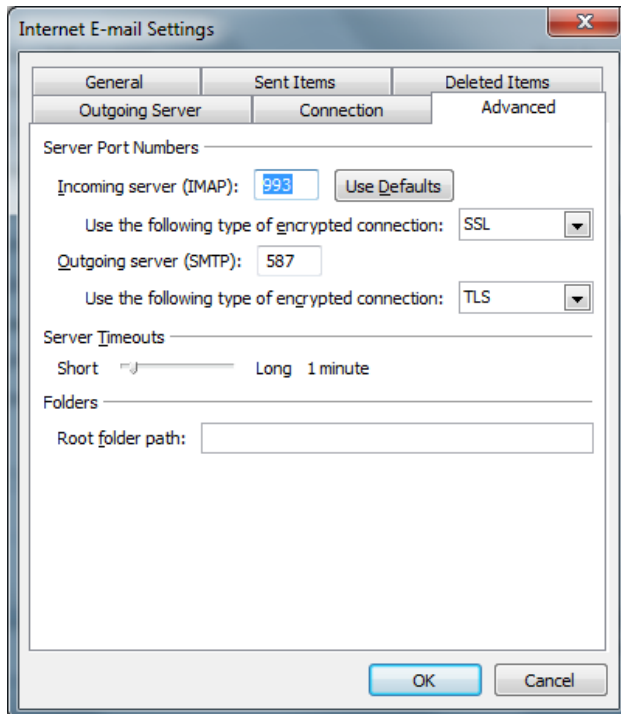 Internet E-mail Settings
General Sent Items Deleted Items
Outgoing Server Connection Advanced
Server Port Numbers
Incoming server (IMAP): 993 Use Defaults
Use the following type of encrypted connection: SSL
Outgoing server (SMTP): 587
Use the following type of encrypted connection: TLS
Server Timeouts
Short Long 1 minute
Folders
Root folder path:
OK Cancel